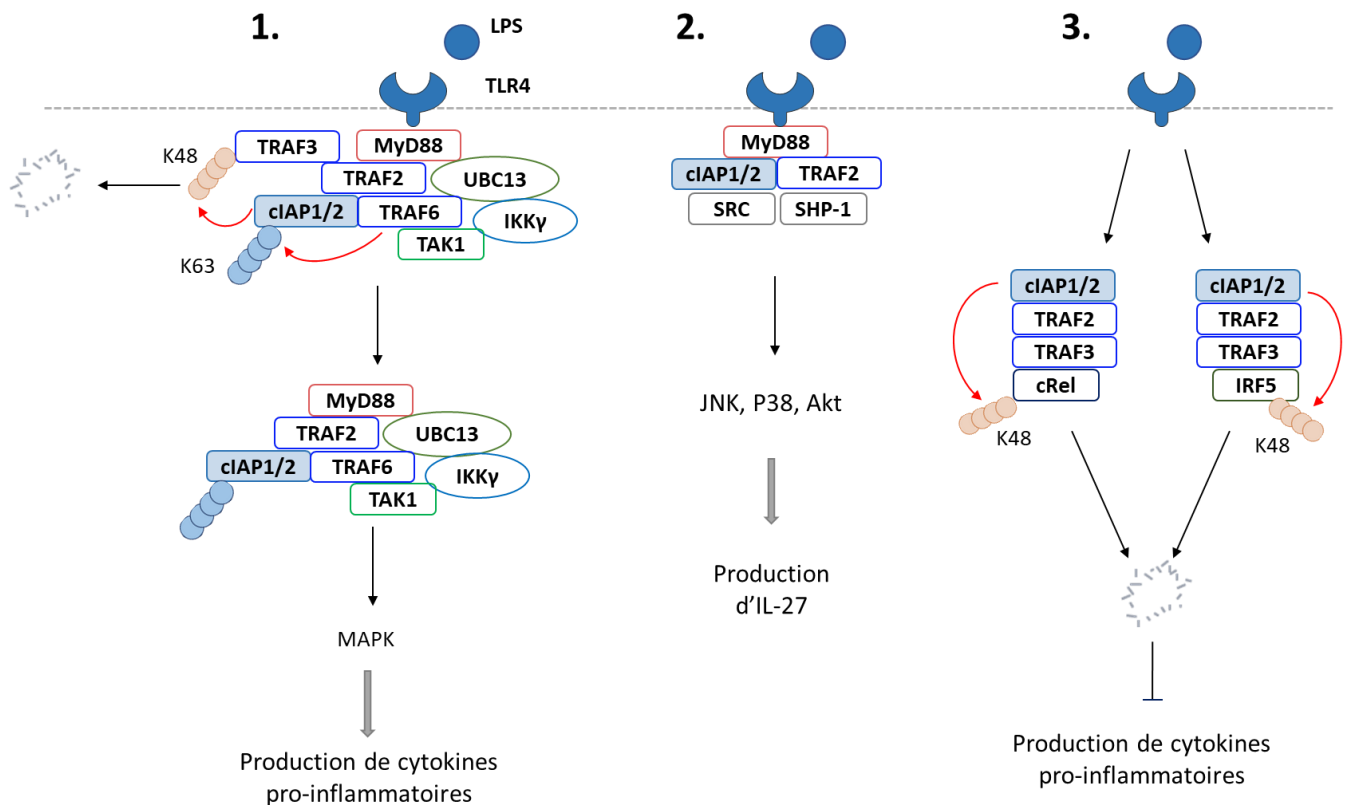 1.
LPS
TLR4
MyD88
TRAF3
K48
TRAF2
UBC13
cIAP1/2
TRAF6
IKKγ
TAK1
K63
MyD88
TRAF2
UBC13
cIAP1/2
TRAF6
IKKγ
TAK1
MAPK
Production de cytokines
pro-inflammatoires
2.
MyD88
cIAP1/2
TRAF2
SRC
SHP-1
JNK, P38, Akt
Production
d'IL-27
3.
cIAP1/2
TRAF2
TRAF3
cRel
K48
cIAP1/2
TRAF2
TRAF3
IRF5
K48
Production de cytokines
pro-inflammatoires